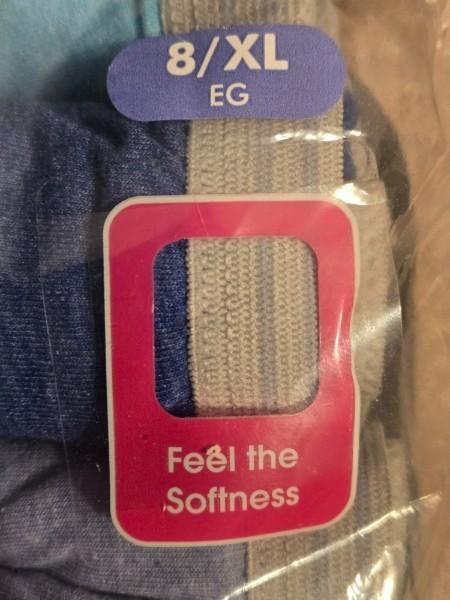 8/XL
EG
Feel the
Softness